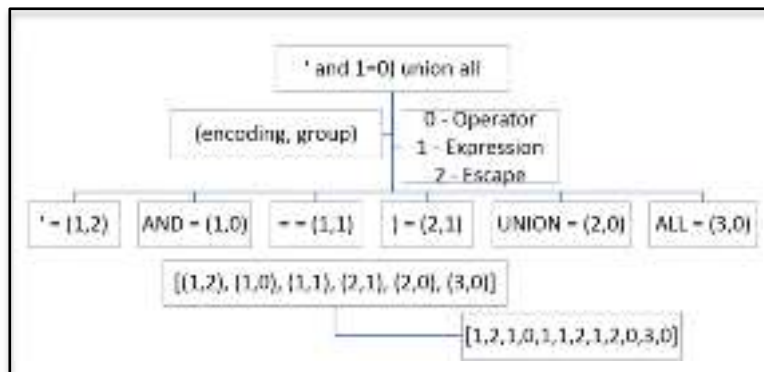 ' and 1=0) union all
(encoding, group)
0 - Operator
1 - Expression
2 - Escape
' = (1,2)
AND = (1,0)
= = (1,1)
) = (2,1)
UNION = (2,0)
ALL = (3,0)
[(1,2), (1,0), (1,1), (2,1), (2,0), (3,0)]
[1,2,1,0,1,1,2,1,2,0,3,0]